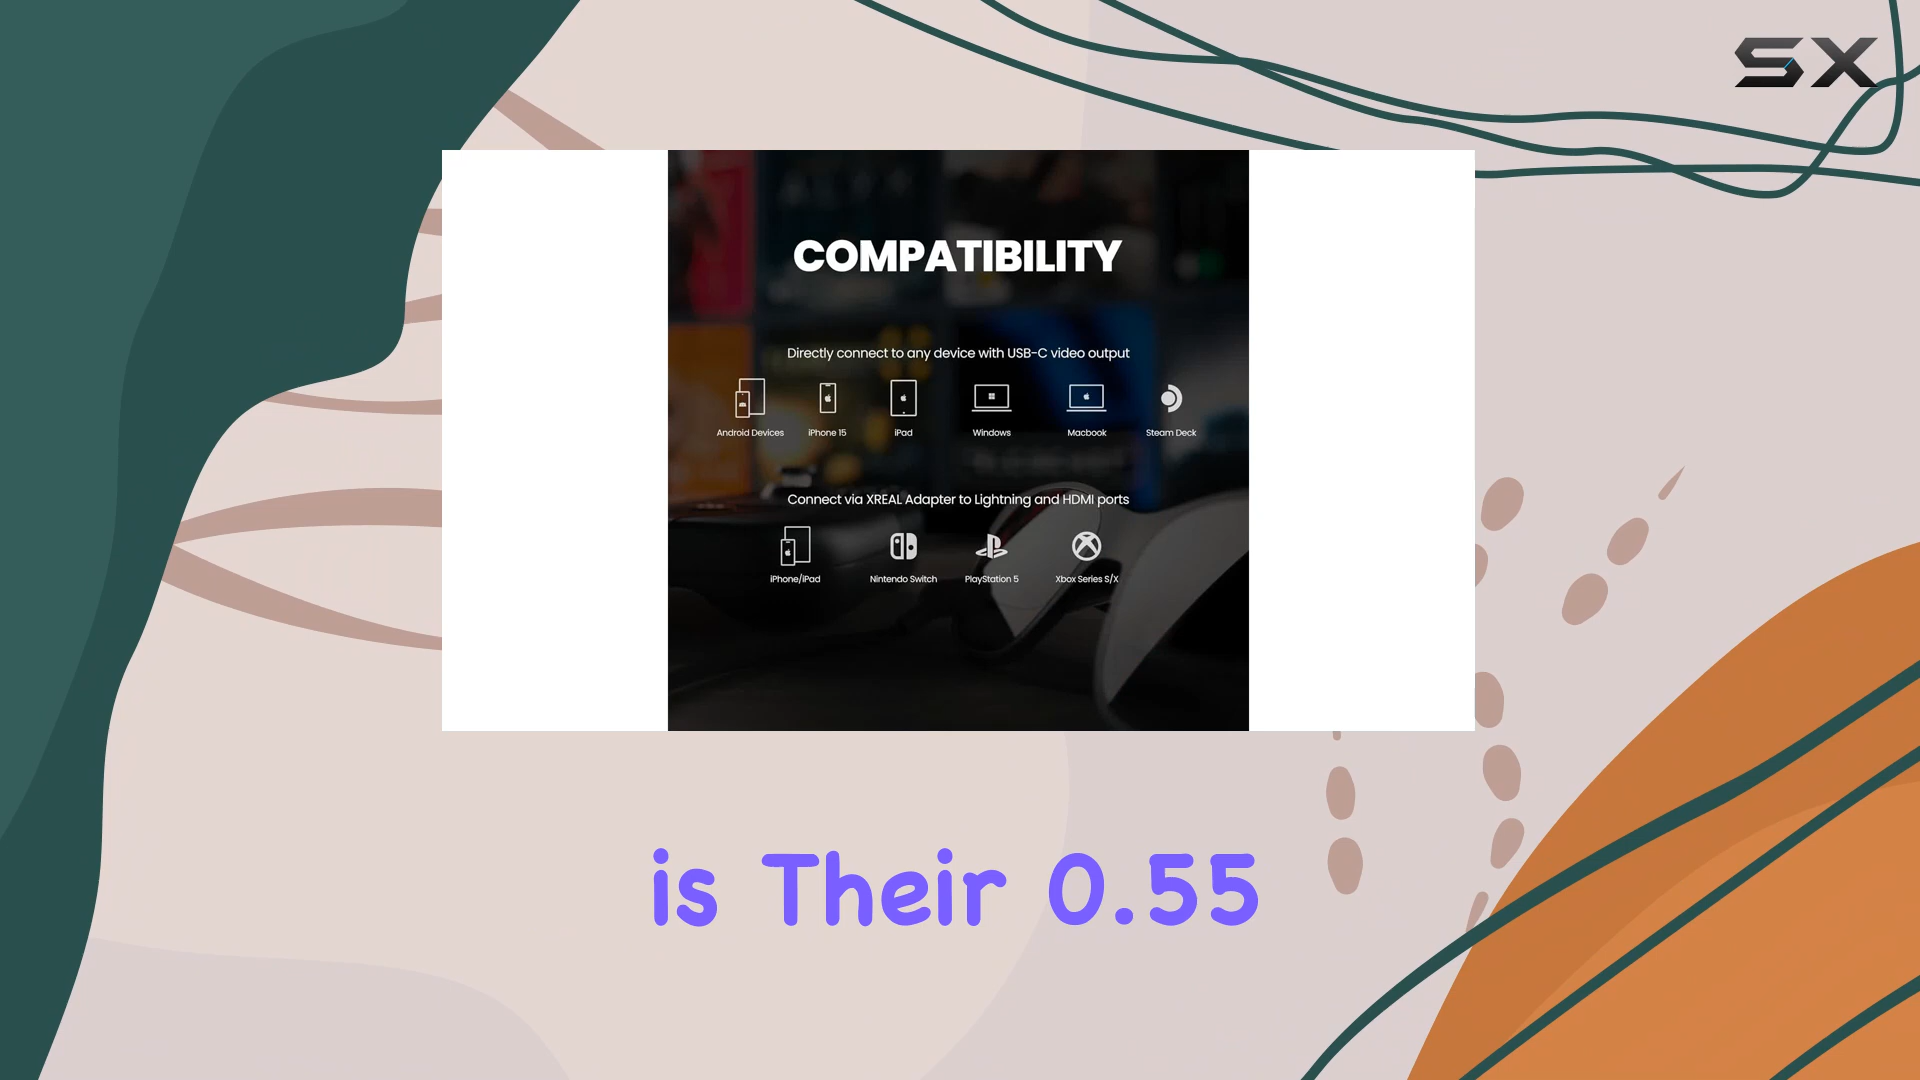 SX
COMPATIBILITY
Directly connect to any device with USB-C video output
Android Devices iPhone 15 iPad Windows Macbook Steam Deck
Connect via XREAL Adapter to Lightning and HDMI ports
iPhone/iPad Nintendo Switch PlayStation 5 Xbox Series S/X
is Their 0.55